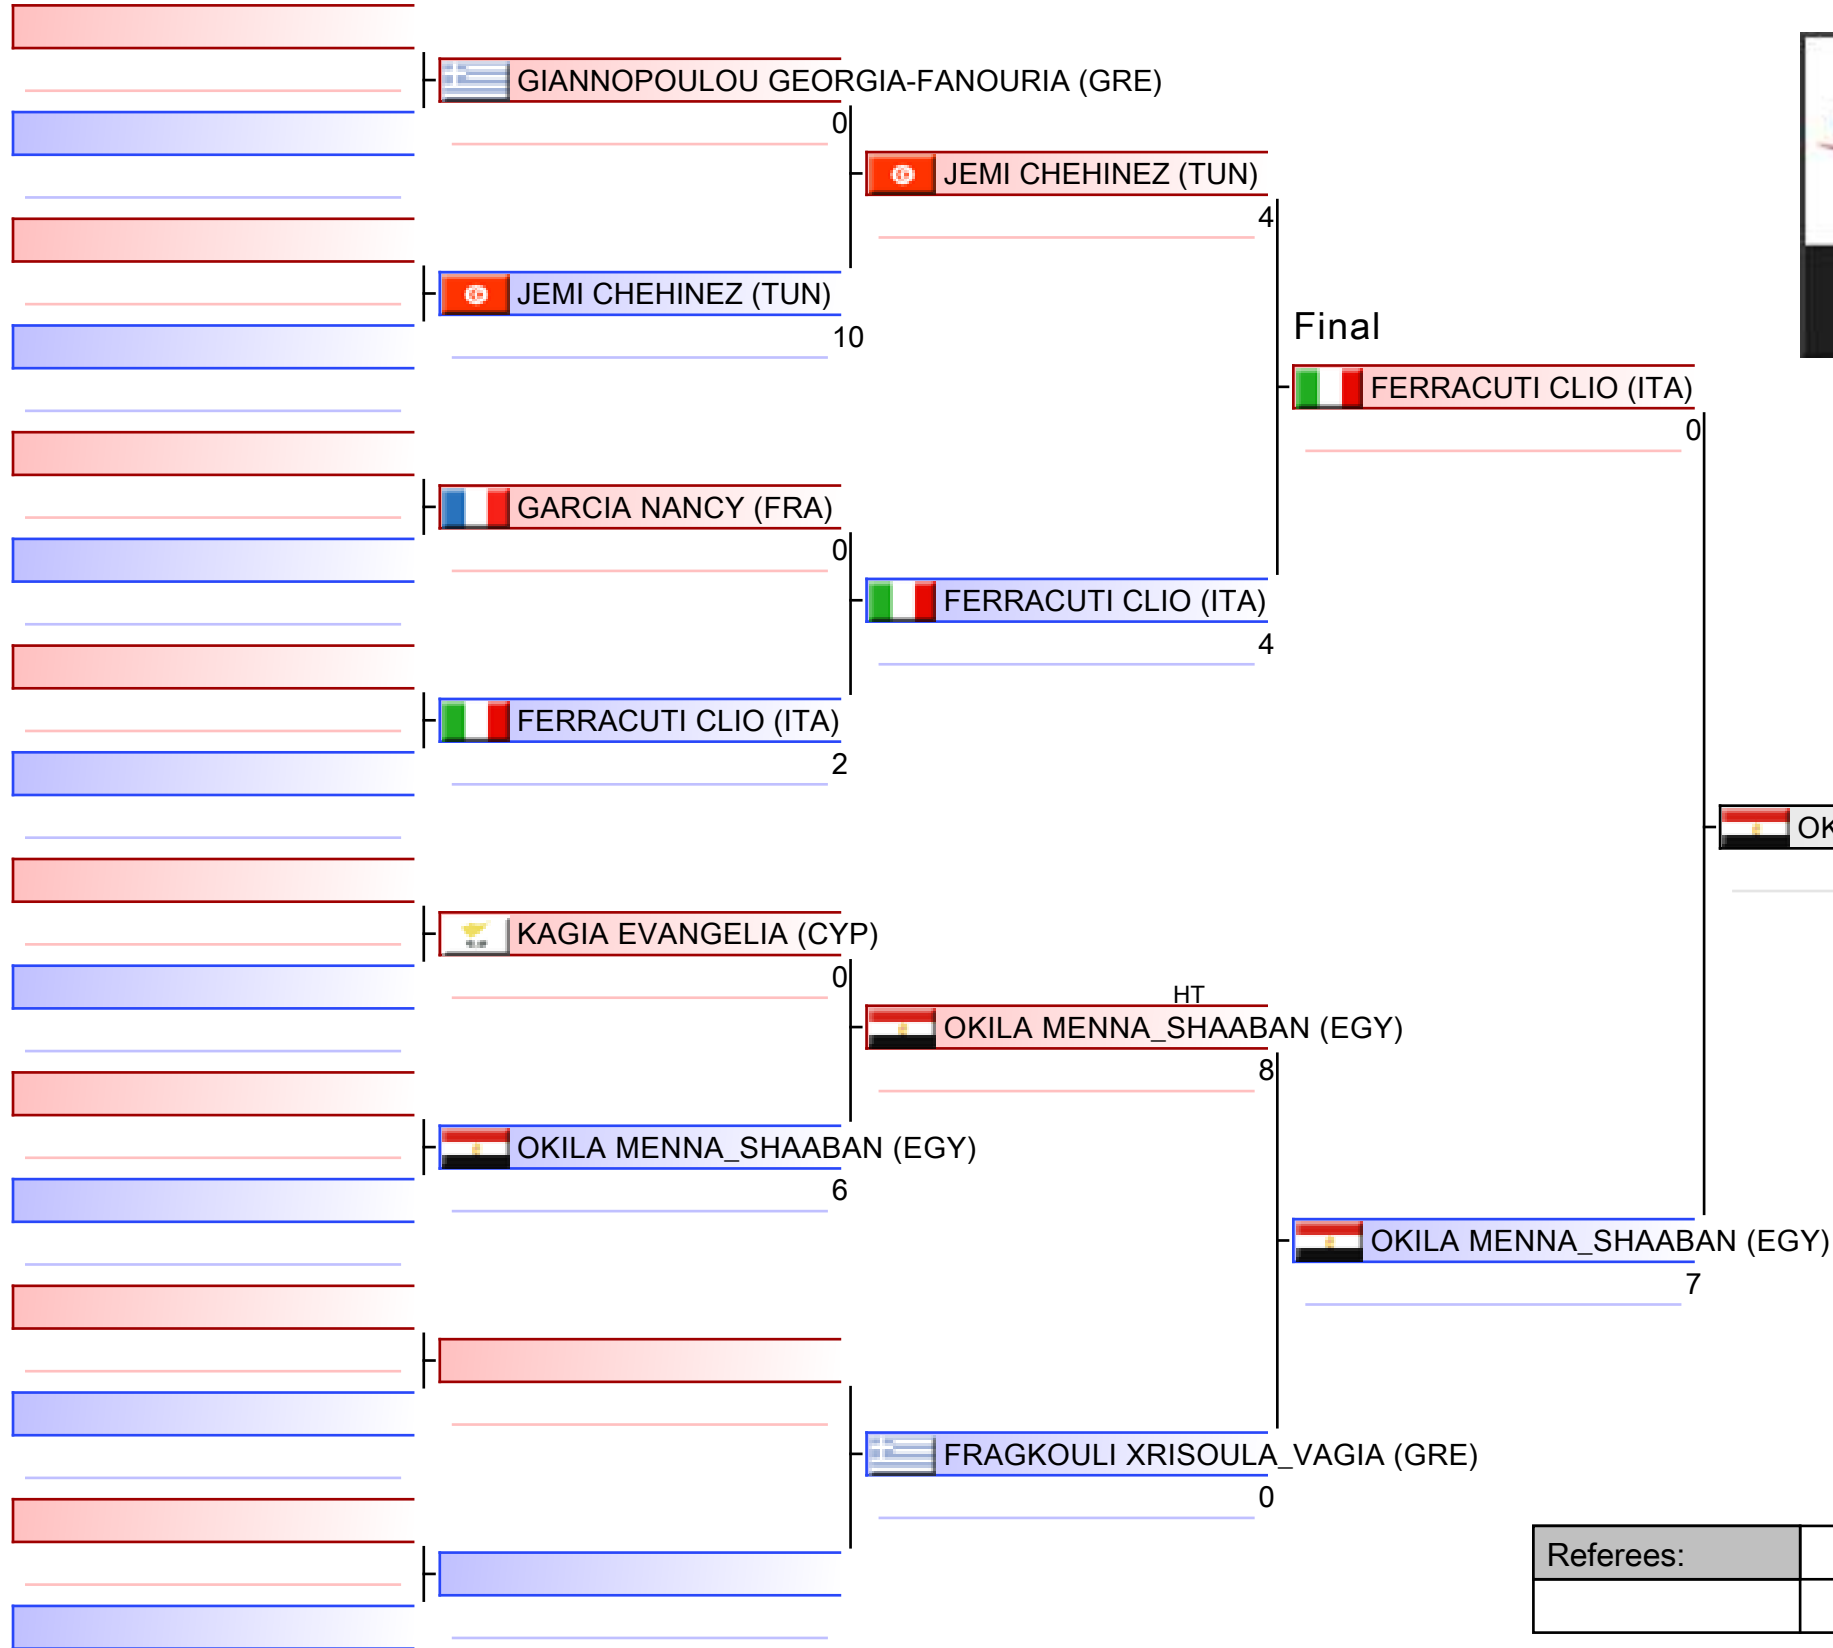 GIANNOPOULOU GEORGIA-FANOURIA (GRE)
0
JEMI CHEHINEZ (TUN)
4
JEMI CHEHINEZ (TUN)
10
Final
FERRACUTI CLIO (ITA)
0
GARCIA NANCY (FRA)
0
FERRACUTI CLIO (ITA)
4
FERRACUTI CLIO (ITA)
2
OK
KAGIA EVANGELIA (CYP)
0
HT
OKILA MENNA_SHAABAN (EGY)
8
OKILA MENNA_SHAABAN (EGY)
6
OKILA MENNA_SHAABAN (EGY)
7
FRAGKOULI XRISOULA_VAGIA (GRE)
0
Referees: